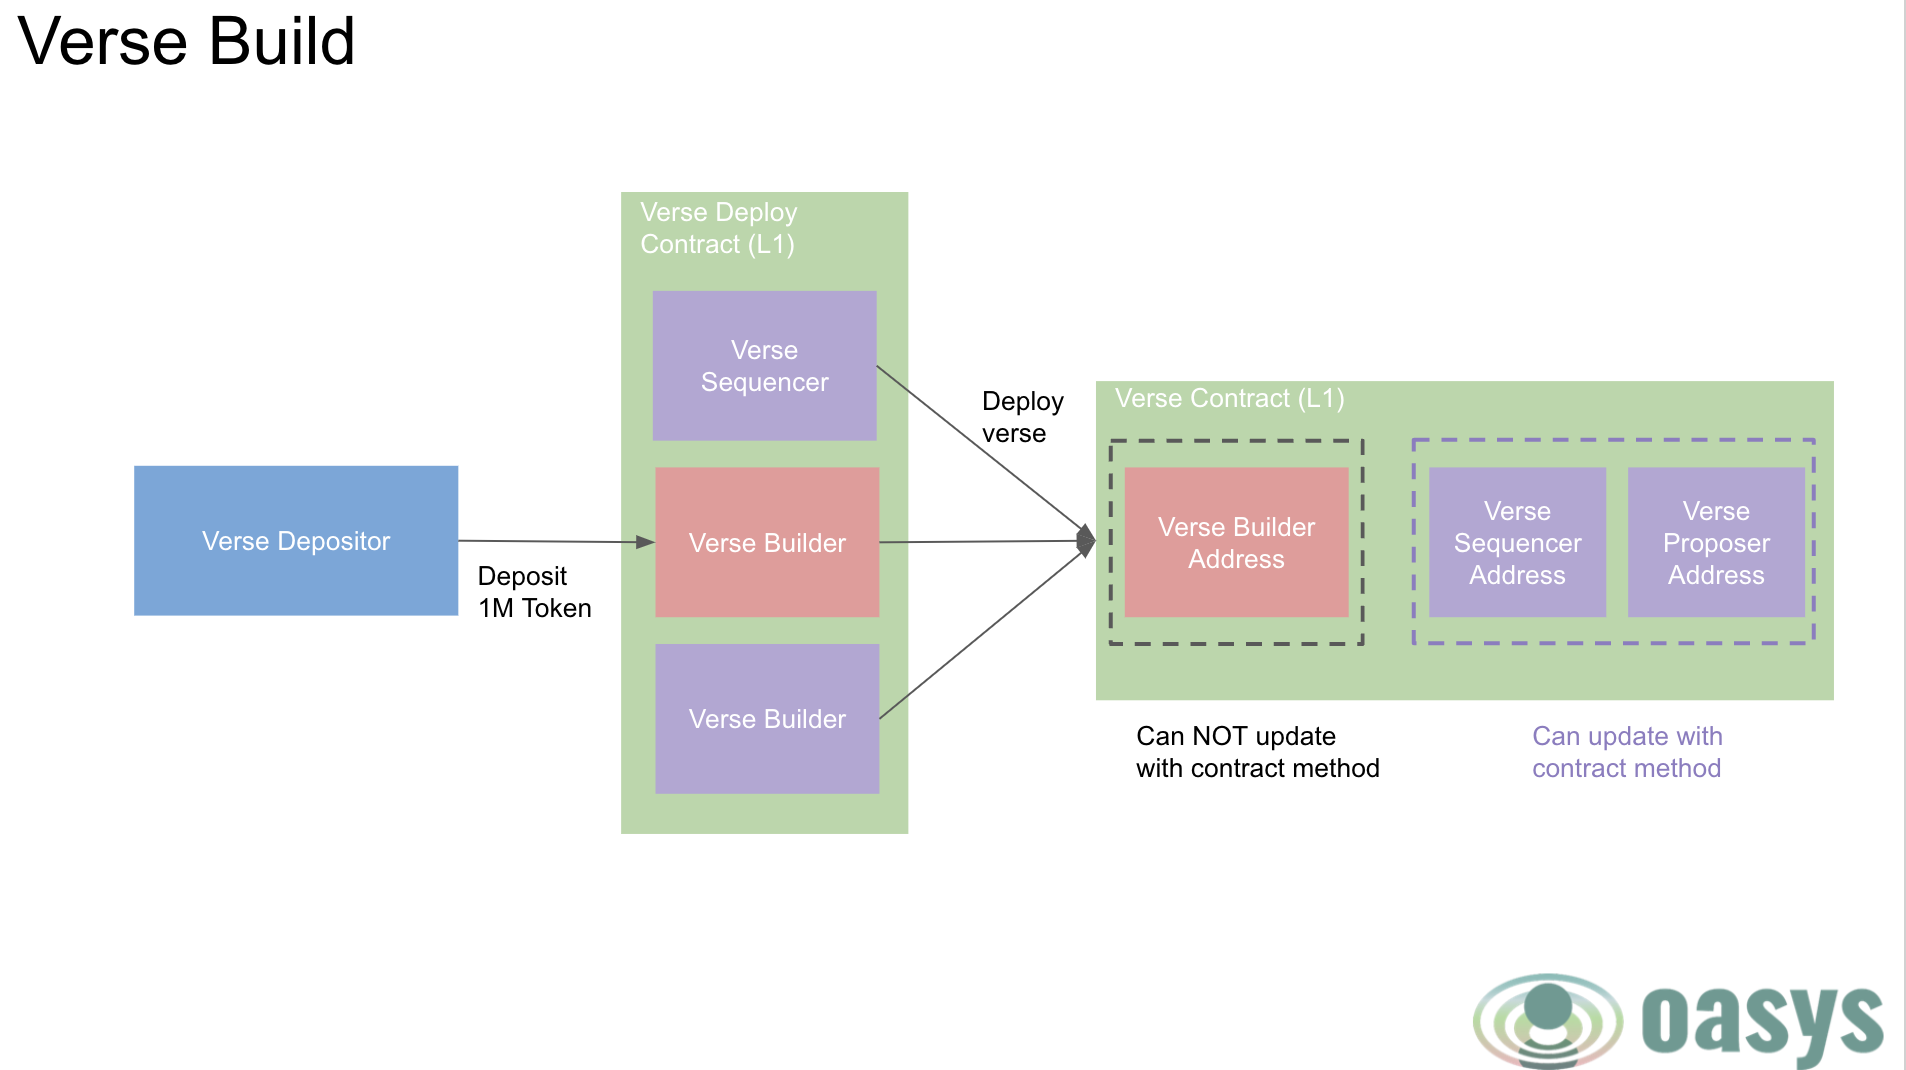 Verse Build
Verse Deploy
Contract (L1)
Verse
Sequencer
Deploy
verse
Verse Depositor
Deposit
1M Token
Verse Builder
Verse Builder
Verse Contract (L1)
Verse Builder
Address
Verse
Sequencer
Address
Verse
Proposer
Address
Can NOT update
with contract method
Can update with
contract method
oasys